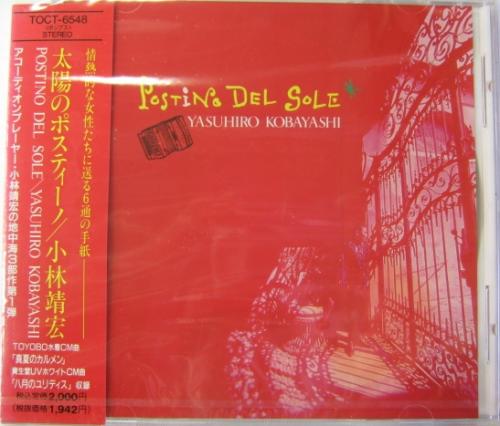 TOCT-6548
(ポップス)
STEREO
情熱的な女性たちに送る6通の手紙
太陽のポスティーノ/小林靖宏
POSTINO DEL SOLE YASUHIRO KOBAYASHI
アコーディオンプレーヤー・小林靖宏の地中海3部作第1弾
TOYOBO水着CM曲
「真夏のカルメン」
資生堂UVホワイトCM曲
「八月のユリディス」収録
(税込定価)2,000円
(税抜価格)1,942円
POSTiNO DEL SOLE
YASUHIRO KOBAYASHI